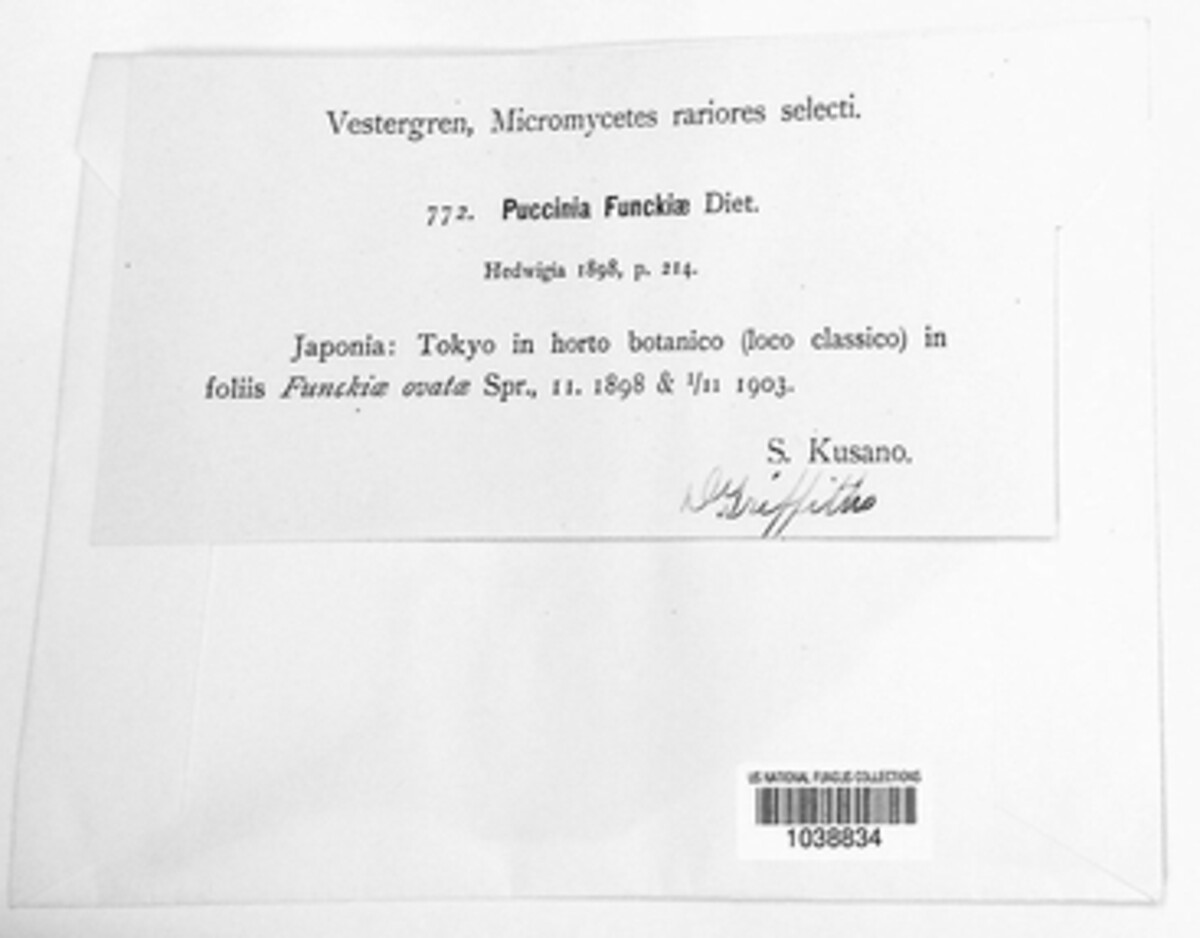 Vestergren, Micromycetes rariores selecti.
772. Puccinia Funckiæ Diet.
Hedwigia 1898, p. 214.
Japonia: Tokyo in horto botanico (loco classico) in
foliis Funckiæ ovatæ Spr., 11. 1898 & 1/11 1903.
S. Kusano.
D Griffiths
US NATIONAL FUNGUS COLLECTIONS
1038834